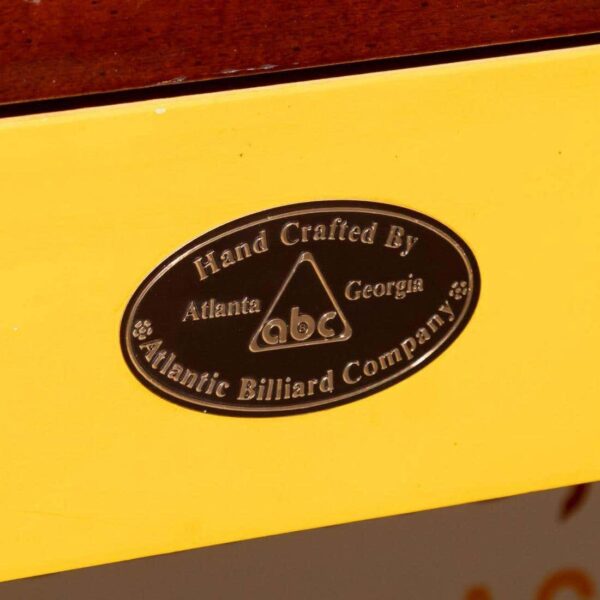 Hand Crafted By
Atlanta Georgia
abc
Atlantic Billiard Company